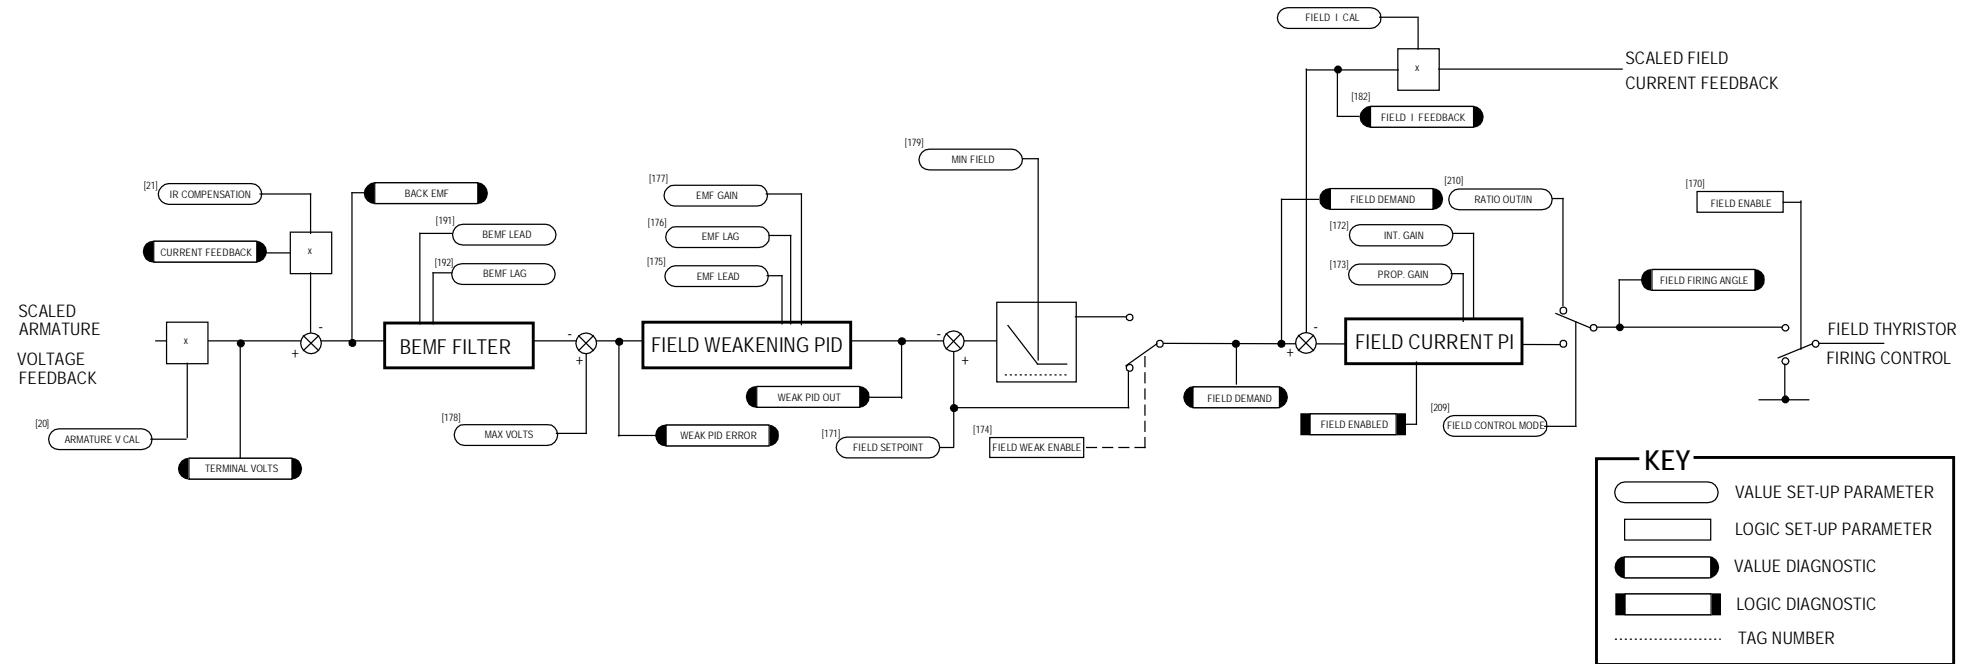 FIELD I CAL
x
SCALED FIELD
CURRENT FEEDBACK
[182]
FIELD I FEEDBACK
[179]
MIN FIELD
[21]
IR COMPENSATION
BACK EMF
[177]
EMF GAIN
[191]
BEMF LEAD
[176]
EMF LAG
[192]
BEMF LAG
[175]
EMF LEAD
CURRENT FEEDBACK
x
FIELD DEMAND
[210]
RATIO OUT/IN
[172]
INT. GAIN
[173]
PROP. GAIN
[170]
FIELD ENABLE
FIELD FIRING ANGLE
SCALED
ARMATURE
VOLTAGE
FEEDBACK
x
-
+
BEMF FILTER
-
+
FIELD WEAKENING PID
-
+
-
+
FIELD CURRENT PI
FIELD THYRISTOR
FIRING CONTROL
WEAK PID OUT
FIELD DEMAND
[20]
ARMATURE V CAL
TERMINAL VOLTS
[178]
MAX VOLTS
WEAK PID ERROR
[171]
FIELD SETPOINT
[174]
FIELD WEAK ENABLE
FIELD ENABLED
[209]
FIELD CONTROL MODE
KEY
VALUE SET-UP PARAMETER
LOGIC SET-UP PARAMETER
VALUE DIAGNOSTIC
LOGIC DIAGNOSTIC
TAG NUMBER